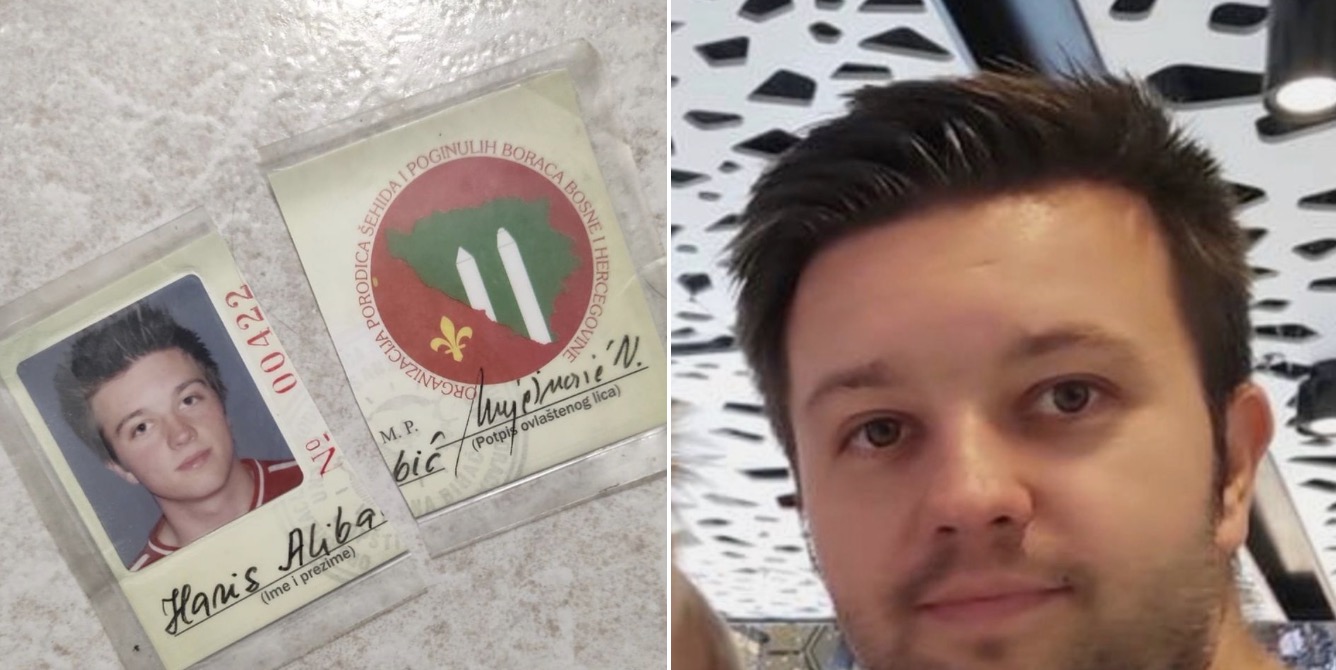 Nº 00422
Haris Aliba
(Ime i prezime)
ORGANIZACIJA PORODICA ŠEHIDA I POGINULIH BORACA BOSNE I HERCEGOVINE
M. P.
bić
(Potpis ovlaštenog lica)